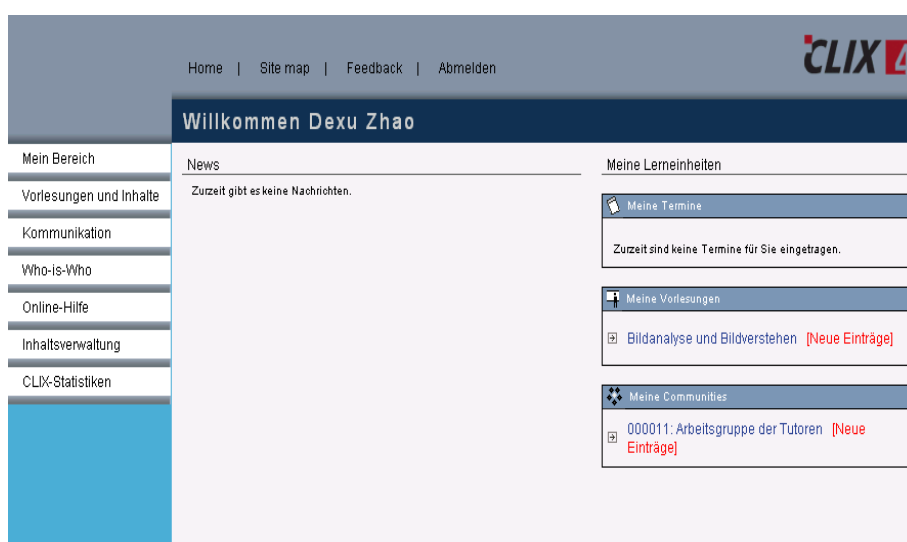 Home | Site map | Feedback | Abmelden
CLIX 4
Willkommen Dexu Zhao
Mein Bereich
Vorlesungen und Inhalte
Kommunikation
Who-is-Who
Online-Hilfe
Inhaltsverwaltung
CLIX-Statistiken
News
Zurzeit gibt es keine Nachrichten.
Meine Lerneinheiten
Meine Termine
Zurzeit sind keine Termine für Sie eingetragen.
Meine Vorlesungen
Bildanalyse und Bildverstehen [Neue Einträge]
Meine Communities
000011: Arbeitsgruppe der Tutoren [Neue
Einträge]